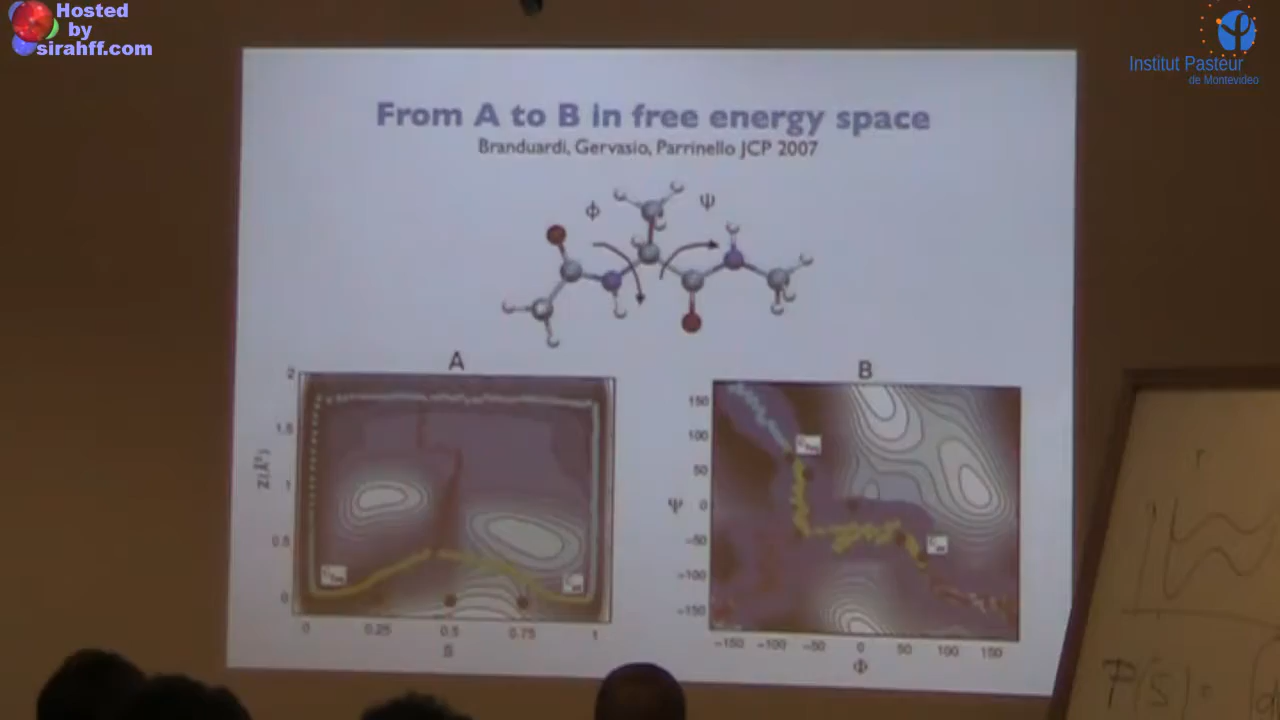 Hosted
by
sirahff.com
Institut Pasteur
de Montevideo
From A to B in free energy space
Branduardi, Gervasio, Parrinello JCP 2007
Φ
Ψ
A
B
2
1.5
1
0.5
0
Z(Å²)
0 0.25 0.5 0.75 1
S
150
100
50
0
-50
-100
-150
Ψ
-150 -100 -50 0 50 100 150
Φ